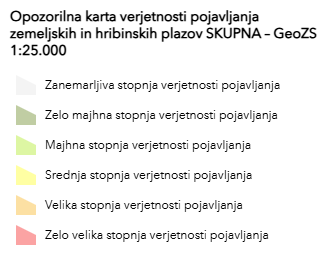 Opozorilna karta verjetnosti pojavljanja
zemeljskih in hribinskih plazov SKUPNA – GeoZS
1:25.000
Zanemarljiva stopnja verjetnosti pojavljanja
Zelo majhna stopnja verjetnosti pojavljanja
Majhna stopnja verjetnosti pojavljanja
Srednja stopnja verjetnosti pojavljanja
Velika stopnja verjetnosti pojavljanja
Zelo velika stopnja verjetnosti pojavljanja